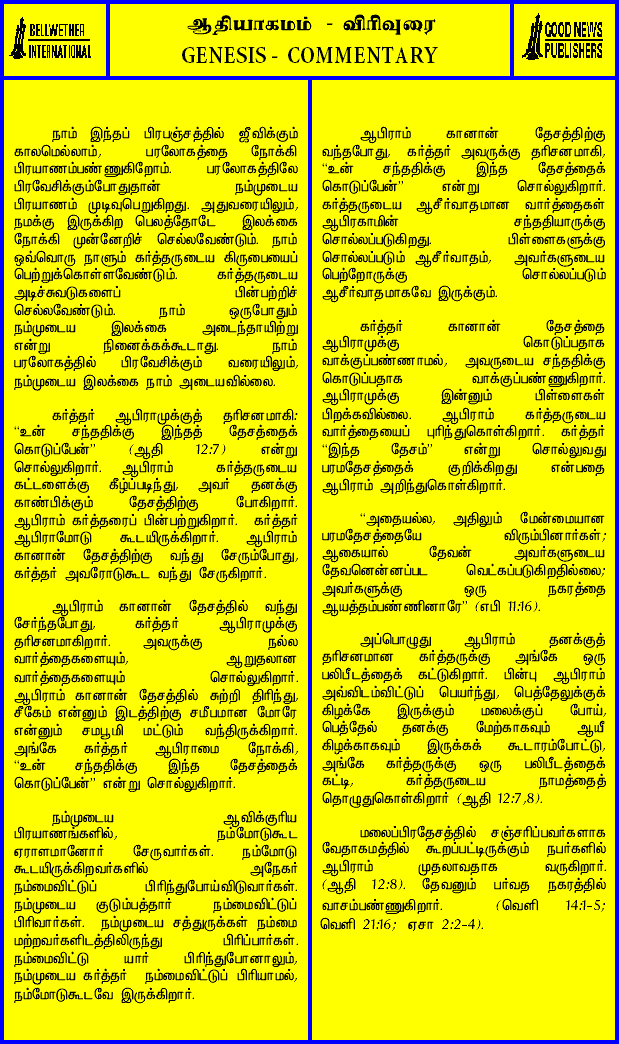 BELLWETHER
INTERNATIONAL
ஆதியாகமம் - விரிவுரை
GENESIS - COMMENTARY
GOOD NEWS
PUBLISHERS
நாம் இந்தப் பிரபஞ்சத்தில் ஜீவிக்கும்
காலமெல்லாம், பரலோகத்தை நோக்கி
பிரயாணம்பண்ணுகிறோம். பரலோகத்திலே
பிரவேசிக்கும்போதுதான் நம்முடைய
பிரயாணம் முடிவுபெறுகிறது. அதுவரையிலும்,
நமக்கு இருக்கிற பெலத்தோடே இலக்கை
நோக்கி முன்னேறிச் செல்லவேண்டும். நாம்
ஒவ்வொரு நாளும் கர்த்தருடைய கிருபையைப்
பெற்றுக்கொள்ளவேண்டும். கர்த்தருடைய
அடிச்சுவடுகளைப் பின்பற்றிச்
செல்லவேண்டும். நாம் ஒருபோதும்
நம்முடைய இலக்கை அடைந்தாயிற்று
என்று நினைக்கக்கூடாது. நாம்
பரலோகத்தில் பிரவேசிக்கும் வரையிலும்,
நம்முடைய இலக்கை நாம் அடையவில்லை.
கர்த்தர் ஆபிராமுக்குத் தரிசனமாகி:
“உன் சந்ததிக்கு இந்தத் தேசத்தைக்
கொடுப்பேன்” (ஆதி 12:7) என்று
சொல்லுகிறார். ஆபிராம் கர்த்தருடைய
கட்டளைக்கு கீழ்ப்படிந்து, அவர் தனக்கு
காண்பிக்கும் தேசத்திற்கு போகிறார்.
ஆபிராம் கர்த்தரைப் பின்பற்றுகிறார். கர்த்தர்
ஆபிராமோடு கூடயிருக்கிறார். ஆபிராம்
கானான் தேசத்திற்கு வந்து சேரும்போது,
கர்த்தர் அவரோடுகூட வந்து சேருகிறார்.
ஆபிராம் கானான் தேசத்தில் வந்து
சேர்ந்தபோது, கர்த்தர் ஆபிராமுக்கு
தரிசனமாகிறார். அவருக்கு நல்ல
வார்த்தைகளையும், ஆறுதலான
வார்த்தைகளையும் சொல்லுகிறார்.
ஆபிராம் கானான் தேசத்தில் சுற்றி திரிந்து,
சீகேம் என்னும் இடத்திற்கு சமீபமான மோரே
என்னும் சமபூமி மட்டும் வந்திருக்கிறார்.
அங்கே கர்த்தர் ஆபிராமை நோக்கி,
“உன் சந்ததிக்கு இந்த தேசத்தைக்
கொடுப்பேன்” என்று சொல்லுகிறார்.
நம்முடைய ஆவிக்குரிய
பிரயாணங்களில், நம்மோடுகூட
ஏராளமானோர் சேருவார்கள். நம்மோடு
கூடயிருக்கிறவர்களில் அநேகர்
நம்மைவிட்டுப் பிரிந்துபோய்விடுவார்கள்.
நம்முடைய குடும்பத்தார் நம்மைவிட்டுப்
பிரிவார்கள். நம்முடைய சத்துருக்கள் நம்மை
மற்றவர்களிடத்திலிருந்து பிரிப்பார்கள்.
நம்மைவிட்டு யார் பிரிந்துபோனாலும்,
நம்முடைய கர்த்தர் நம்மைவிட்டுப் பிரியாமல்,
நம்மோடுகூடவே இருக்கிறார்.
ஆபிராம் கானான் தேசத்திற்கு
வந்தபோது, கர்த்தர் அவருக்கு தரிசனமாகி,
“உன் சந்ததிக்கு இந்த தேசத்தைக்
கொடுப்பேன்” என்று சொல்லுகிறார்.
கர்த்தருடைய ஆசீர்வாதமான வார்த்தைகள்
ஆபிரகாமின் சந்ததியாருக்கு
சொல்லப்படுகிறது. பிள்ளைகளுக்கு
சொல்லப்படும் ஆசீர்வாதம், அவர்களுடைய
பெற்றோருக்கு சொல்லப்படும்
ஆசீர்வாதமாகவே இருக்கும்.
கர்த்தர் கானான் தேசத்தை
ஆபிராமுக்கு கொடுப்பதாக
வாக்குப்பண்ணாமல், அவருடைய சந்ததிக்கு
கொடுப்பதாக வாக்குப்பண்ணுகிறார்.
ஆபிராமுக்கு இன்னும் பிள்ளைகள்
பிறக்கவில்லை. ஆபிராம் கர்த்தருடைய
வார்த்தையைப் புரிந்துகொள்கிறார். கர்த்தர்
“இந்த தேசம்” என்று சொல்லுவது
பரமதேசத்தைக் குறிக்கிறது என்பதை
ஆபிராம் அறிந்துகொள்கிறார்.
“அதையல்ல, அதிலும் மேன்மையான
பரமதேசத்தையே விரும்பினார்கள்;
ஆகையால் தேவன் அவர்களுடைய
தேவனென்னப்பட வெட்கப்படுகிறதில்லை;
அவர்களுக்கு ஒரு நகரத்தை
ஆயத்தம்பண்ணினாரே” (எபி 11:16).
அப்பொழுது ஆபிராம் தனக்குத்
தரிசனமான கர்த்தருக்கு அங்கே ஒரு
பலிபீடத்தைக் கட்டுகிறார். பின்பு ஆபிராம்
அவ்விடம்விட்டுப் பெயர்ந்து, பெத்தேலுக்குக்
கிழக்கே இருக்கும் மலைக்குப் போய்,
பெத்தேல் தனக்கு மேற்காகவும் ஆயீ
கிழக்காகவும் இருக்கக் கூடாரம்போட்டு,
அங்கே கர்த்தருக்கு ஒரு பலிபீடத்தைக்
கட்டி, கர்த்தருடைய நாமத்தைத்
தொழுதுகொள்கிறார் (ஆதி 12:7,8).
மலைப்பிரதேசத்தில் சஞ்சரிப்பவர்களாக
வேதாகமத்தில் கூறப்பட்டிருக்கும் நபர்களில்
ஆபிராம் முதலாவதாக வருகிறார்.
(ஆதி 12:8). தேவனும் பர்வத நகரத்தில்
வாசம்பண்ணுகிறார். (வெளி 14:1-5;
வெளி 21:16; ஏசா 2:2-4).